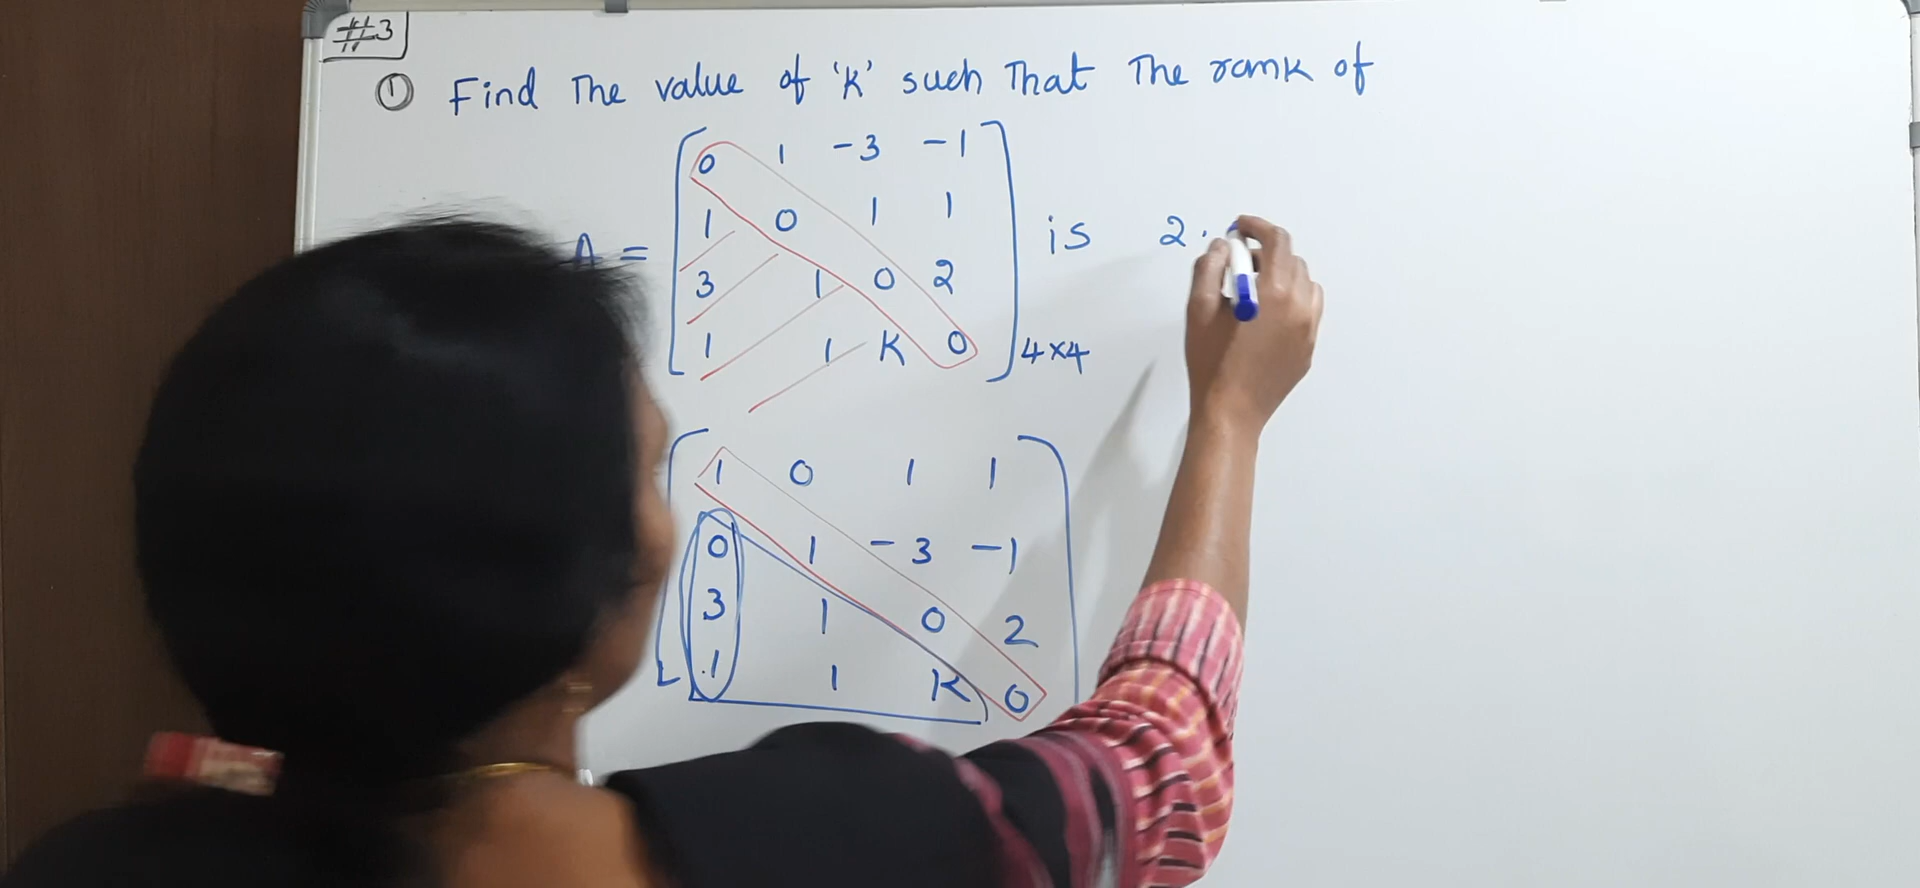 #3
① Find The value of 'K' such That The rank of
A = [ 0 1 -3 -1
1 0 1 1
3 1 0 2
1 1 K 0 ] 4×4 is 2.
[ 1 0 1 1
0 1 -3 -1
3 1 0 2
1 1 K 0